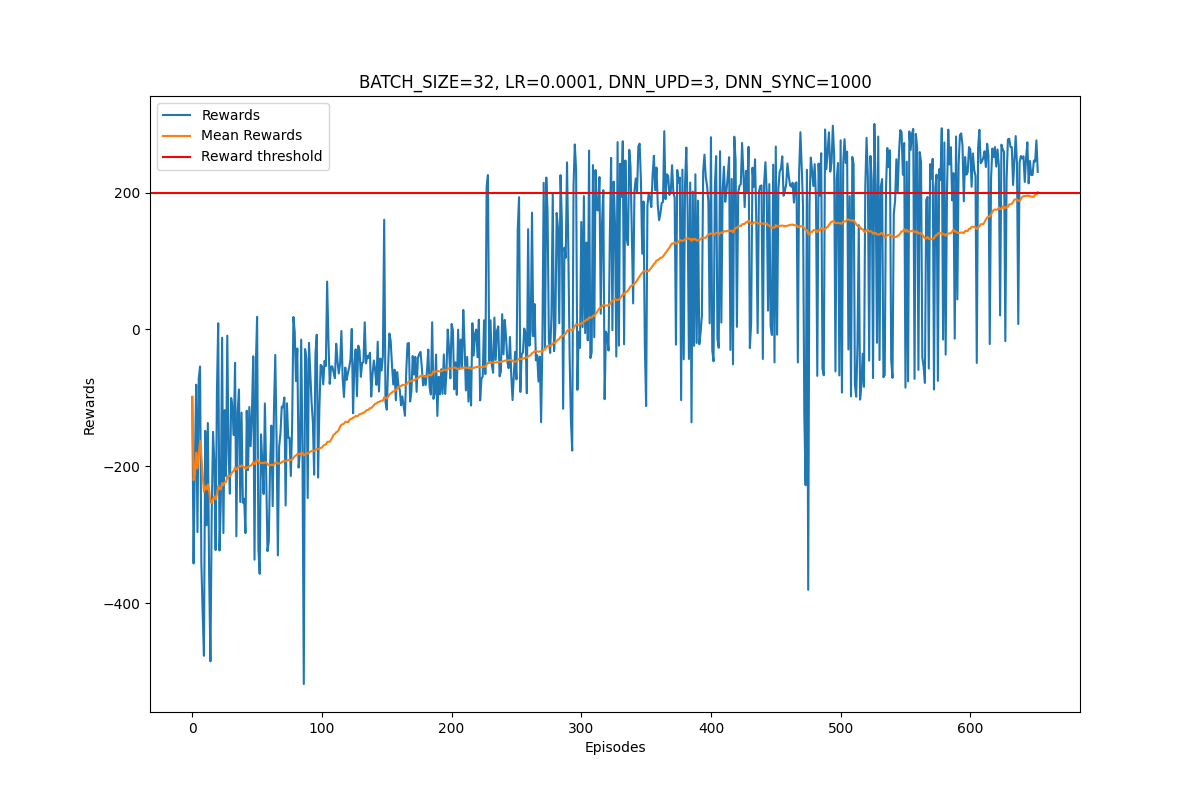 BATCH_SIZE=32, LR=0.0001, DNN_UPD=3, DNN_SYNC=1000
Rewards
Mean Rewards
Reward threshold
200
0
−200
−400
Rewards
0
100
200
300
400
500
600
Episodes